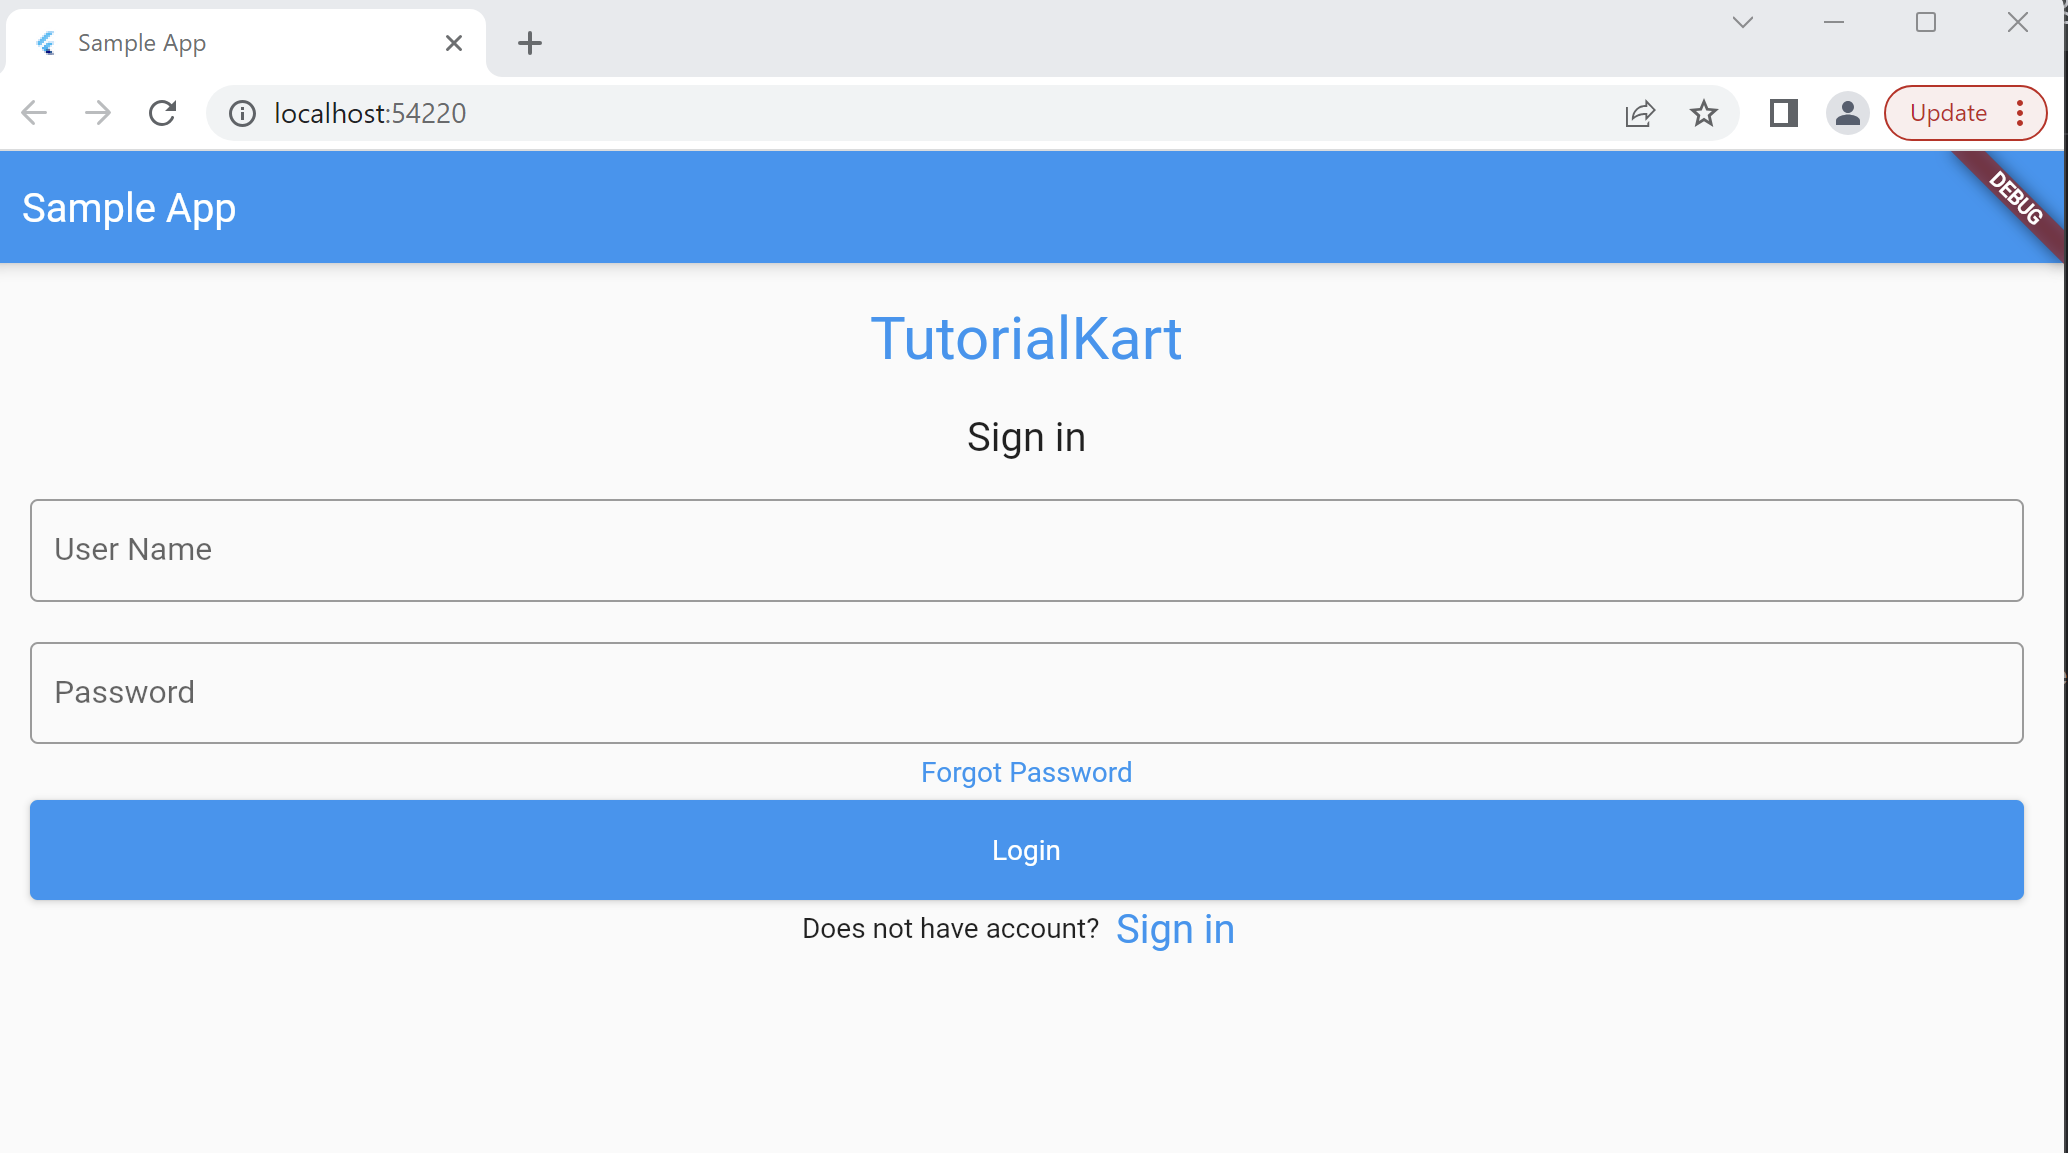 Sample App
localhost:54220
Update
Sample App
DEBUG
TutorialKart
Sign in
User Name
Password
Forgot Password
Login
Does not have account? Sign in